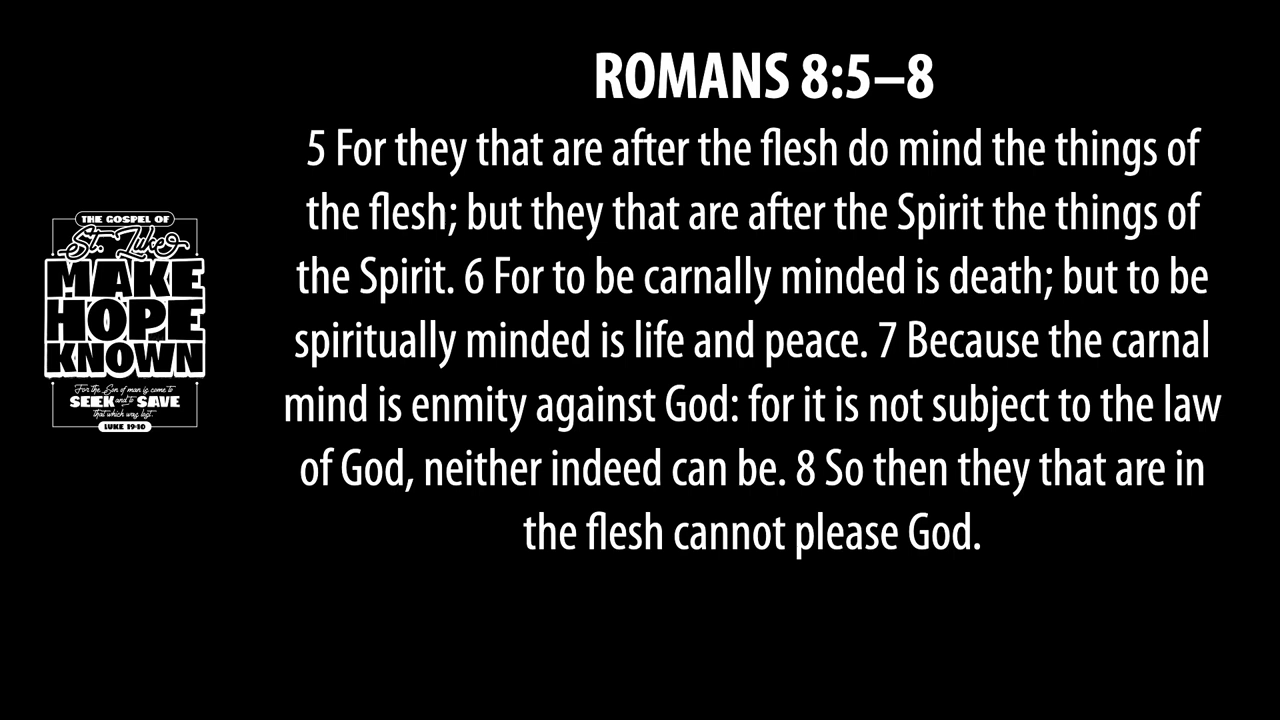 ROMANS 8:5–8
5 For they that are after the flesh do mind the things of
the flesh; but they that are after the Spirit the things of
the Spirit. 6 For to be carnally minded is death; but to be
spiritually minded is life and peace. 7 Because the carnal
mind is enmity against God: for it is not subject to the law
of God, neither indeed can be. 8 So then they that are in
the flesh cannot please God.
THE GOSPEL OF
St. Luke
MAKE
HOPE
KNOWN
For the Son of man is come to
SEEK and to SAVE
that which was lost.
LUKE 19:10